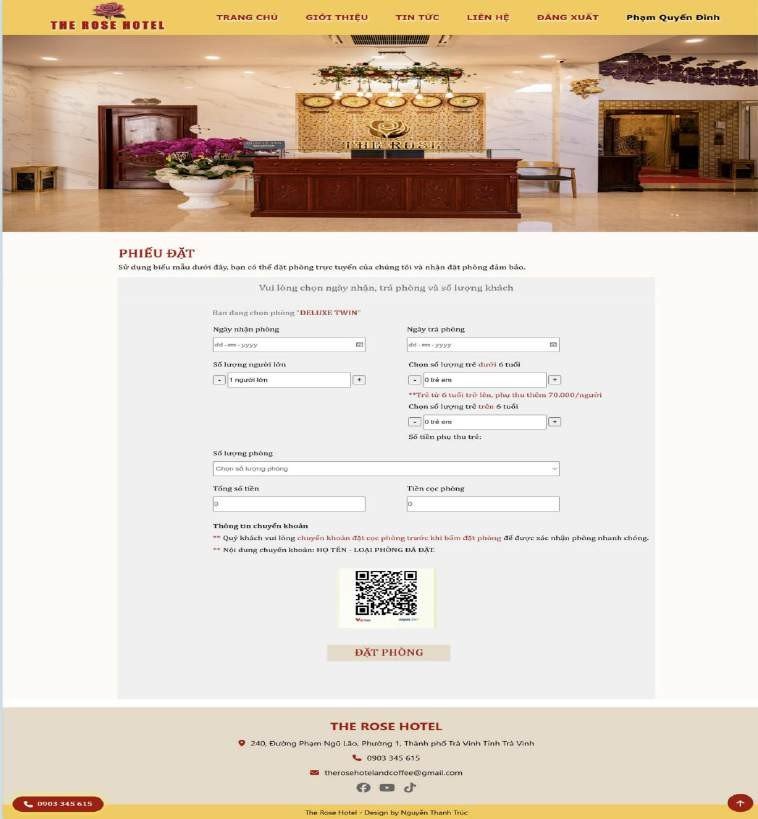 THE ROSE HOTEL
TRANG CHỦ GIỚI THIỆU TIN TỨC LIÊN HỆ ĐĂNG XUẤT Phạm Quyền Đình
THE ROSE
PHIẾU ĐẶT
Sử dụng biểu mẫu dưới đây, bạn có thể đặt phòng trực tuyến của chúng tôi và nhận đặt phòng đảm bảo.
Vui lòng chọn ngày nhận, trả phòng và số lượng khách
Bạn đang chọn phòng "DELUXE TWIN"
Ngày nhận phòng Ngày trả phòng
dd-mm-yyyy dd-mm-yyyy
Số lượng người lớn Chọn số lượng trẻ dưới 6 tuổi
- 1 người lớn + - 0 trẻ em +
**Trẻ từ 6 tuổi trở lên, phụ thu thêm 70.000/người
Chọn số lượng trẻ trên 6 tuổi
- 0 trẻ em +
Số tiền phụ thu trẻ:
Số lượng phòng
Chọn số lượng phòng
Tổng số tiền Tiền cọc phòng
0 0
Thông tin chuyển khoản
** Quý khách vui lòng chuyển khoản đặt cọc phòng trước khi bấm đặt phòng để được xác nhận phòng nhanh chóng.
** Nội dung chuyển khoản: HỌ TÊN - LOẠI PHÒNG ĐÃ ĐẶT.
ĐẶT PHÒNG
THE ROSE HOTEL
240, Đường Phạm Ngũ Lão, Phường 1, Thành phố Trà Vinh Tỉnh Trà Vinh
0903 345 615
therosehotelandcoffee@gmail.com
0903 345 615
The Rose Hotel - Design by Nguyễn Thanh Trúc